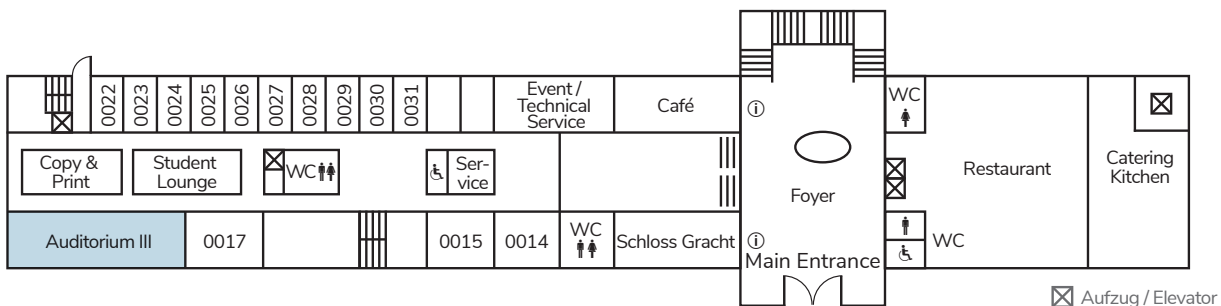 0022
0023
0024
0025
0026
0027
0028
0029
0030
0031
Event /
Technical
Service
Café
i
WC
Copy &
Print
Student
Lounge
WC
Ser-
vice
Foyer
Restaurant
Catering
Kitchen
Auditorium III
0017
0015
0014
WC
Schloss Gracht
i
Main Entrance
WC
Aufzug / Elevator